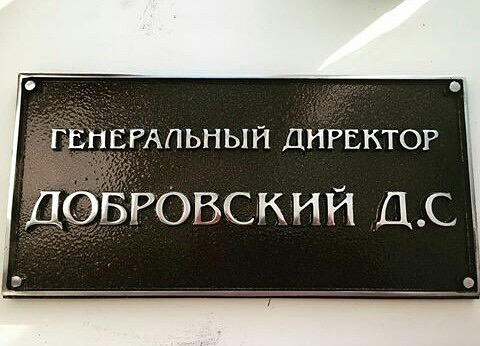 ГЕНЕРАЛЬНЫЙ ДИРЕКТОР
ДОБРОВСКИЙ Д.С